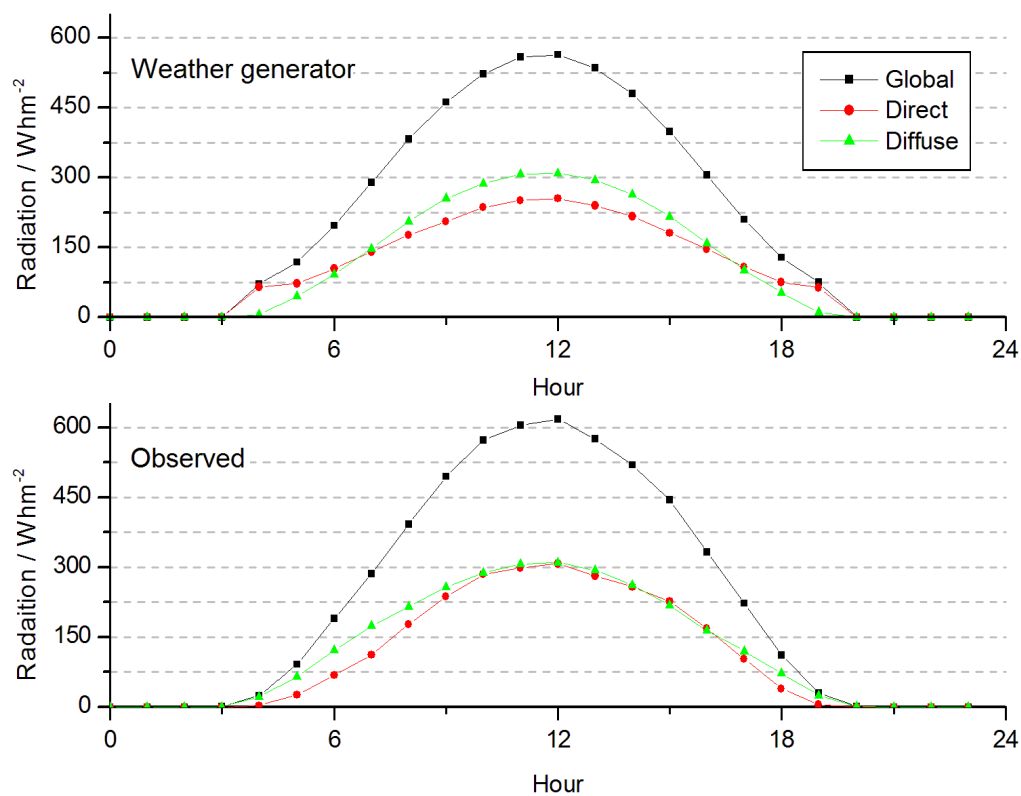 600
Weather generator
Global
450
Direct
Diffuse
300
150
0
Radiation / Whm-2
0 6 12 18 24
Hour
600
Observed
450
300
150
0
Radaition / Whm-2
0 6 12 18 24
Hour